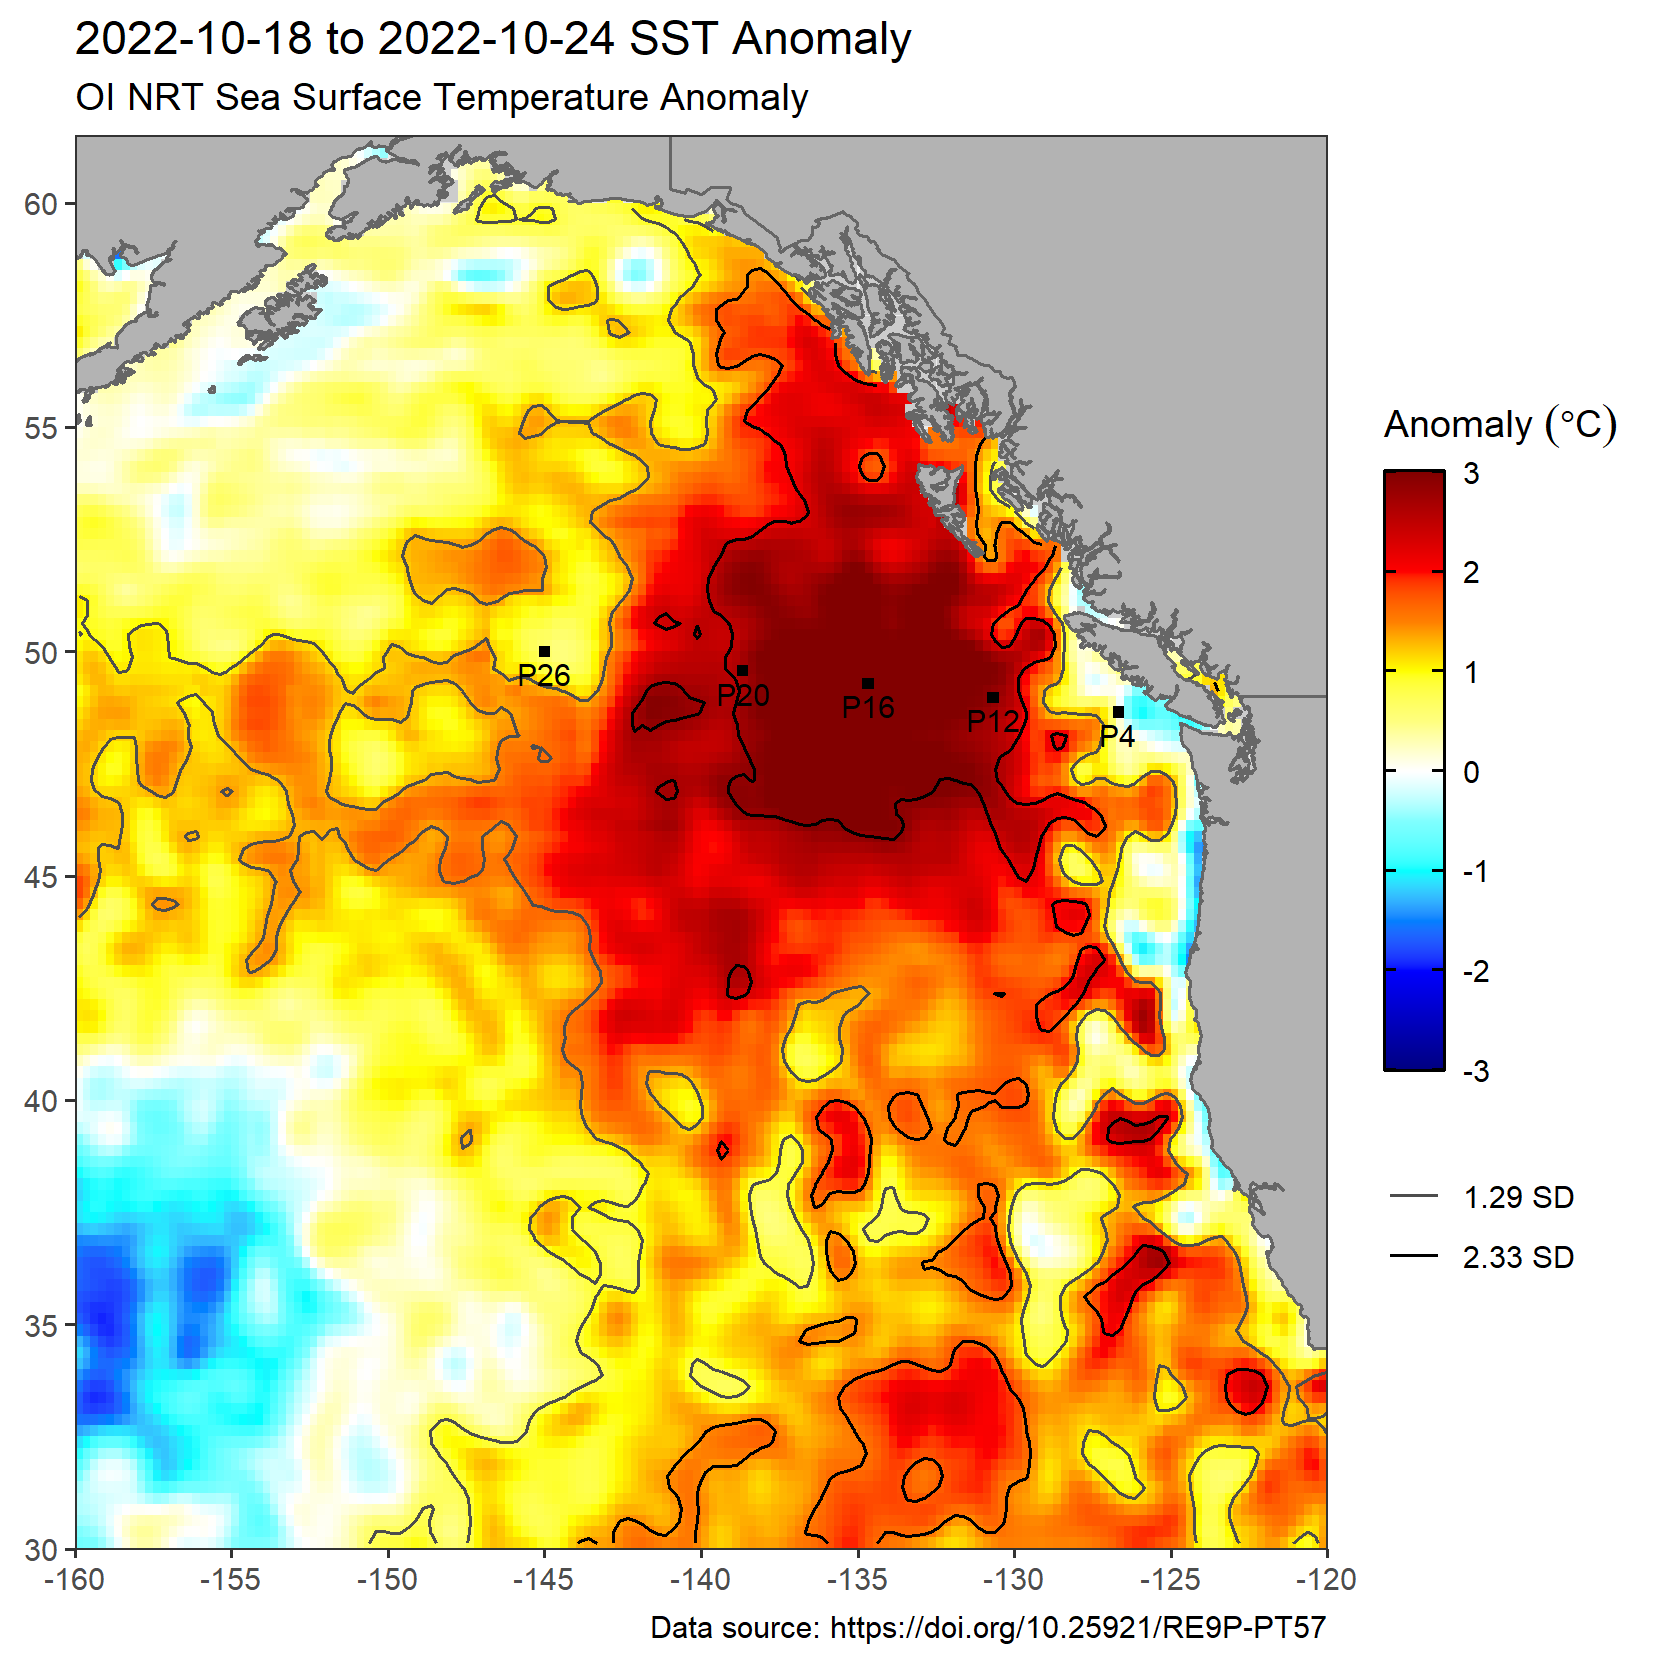 2022-10-18 to 2022-10-24 SST Anomaly
OI NRT Sea Surface Temperature Anomaly
60
55
50
45
40
35
30
-160
-155
-150
-145
-140
-135
-130
-125
-120
P26
P20
P16
P12
P4
Anomaly (°C)
3
2
1
0
-1
-2
-3
1.29 SD
2.33 SD
Data source: https://doi.org/10.25921/RE9P-PT57